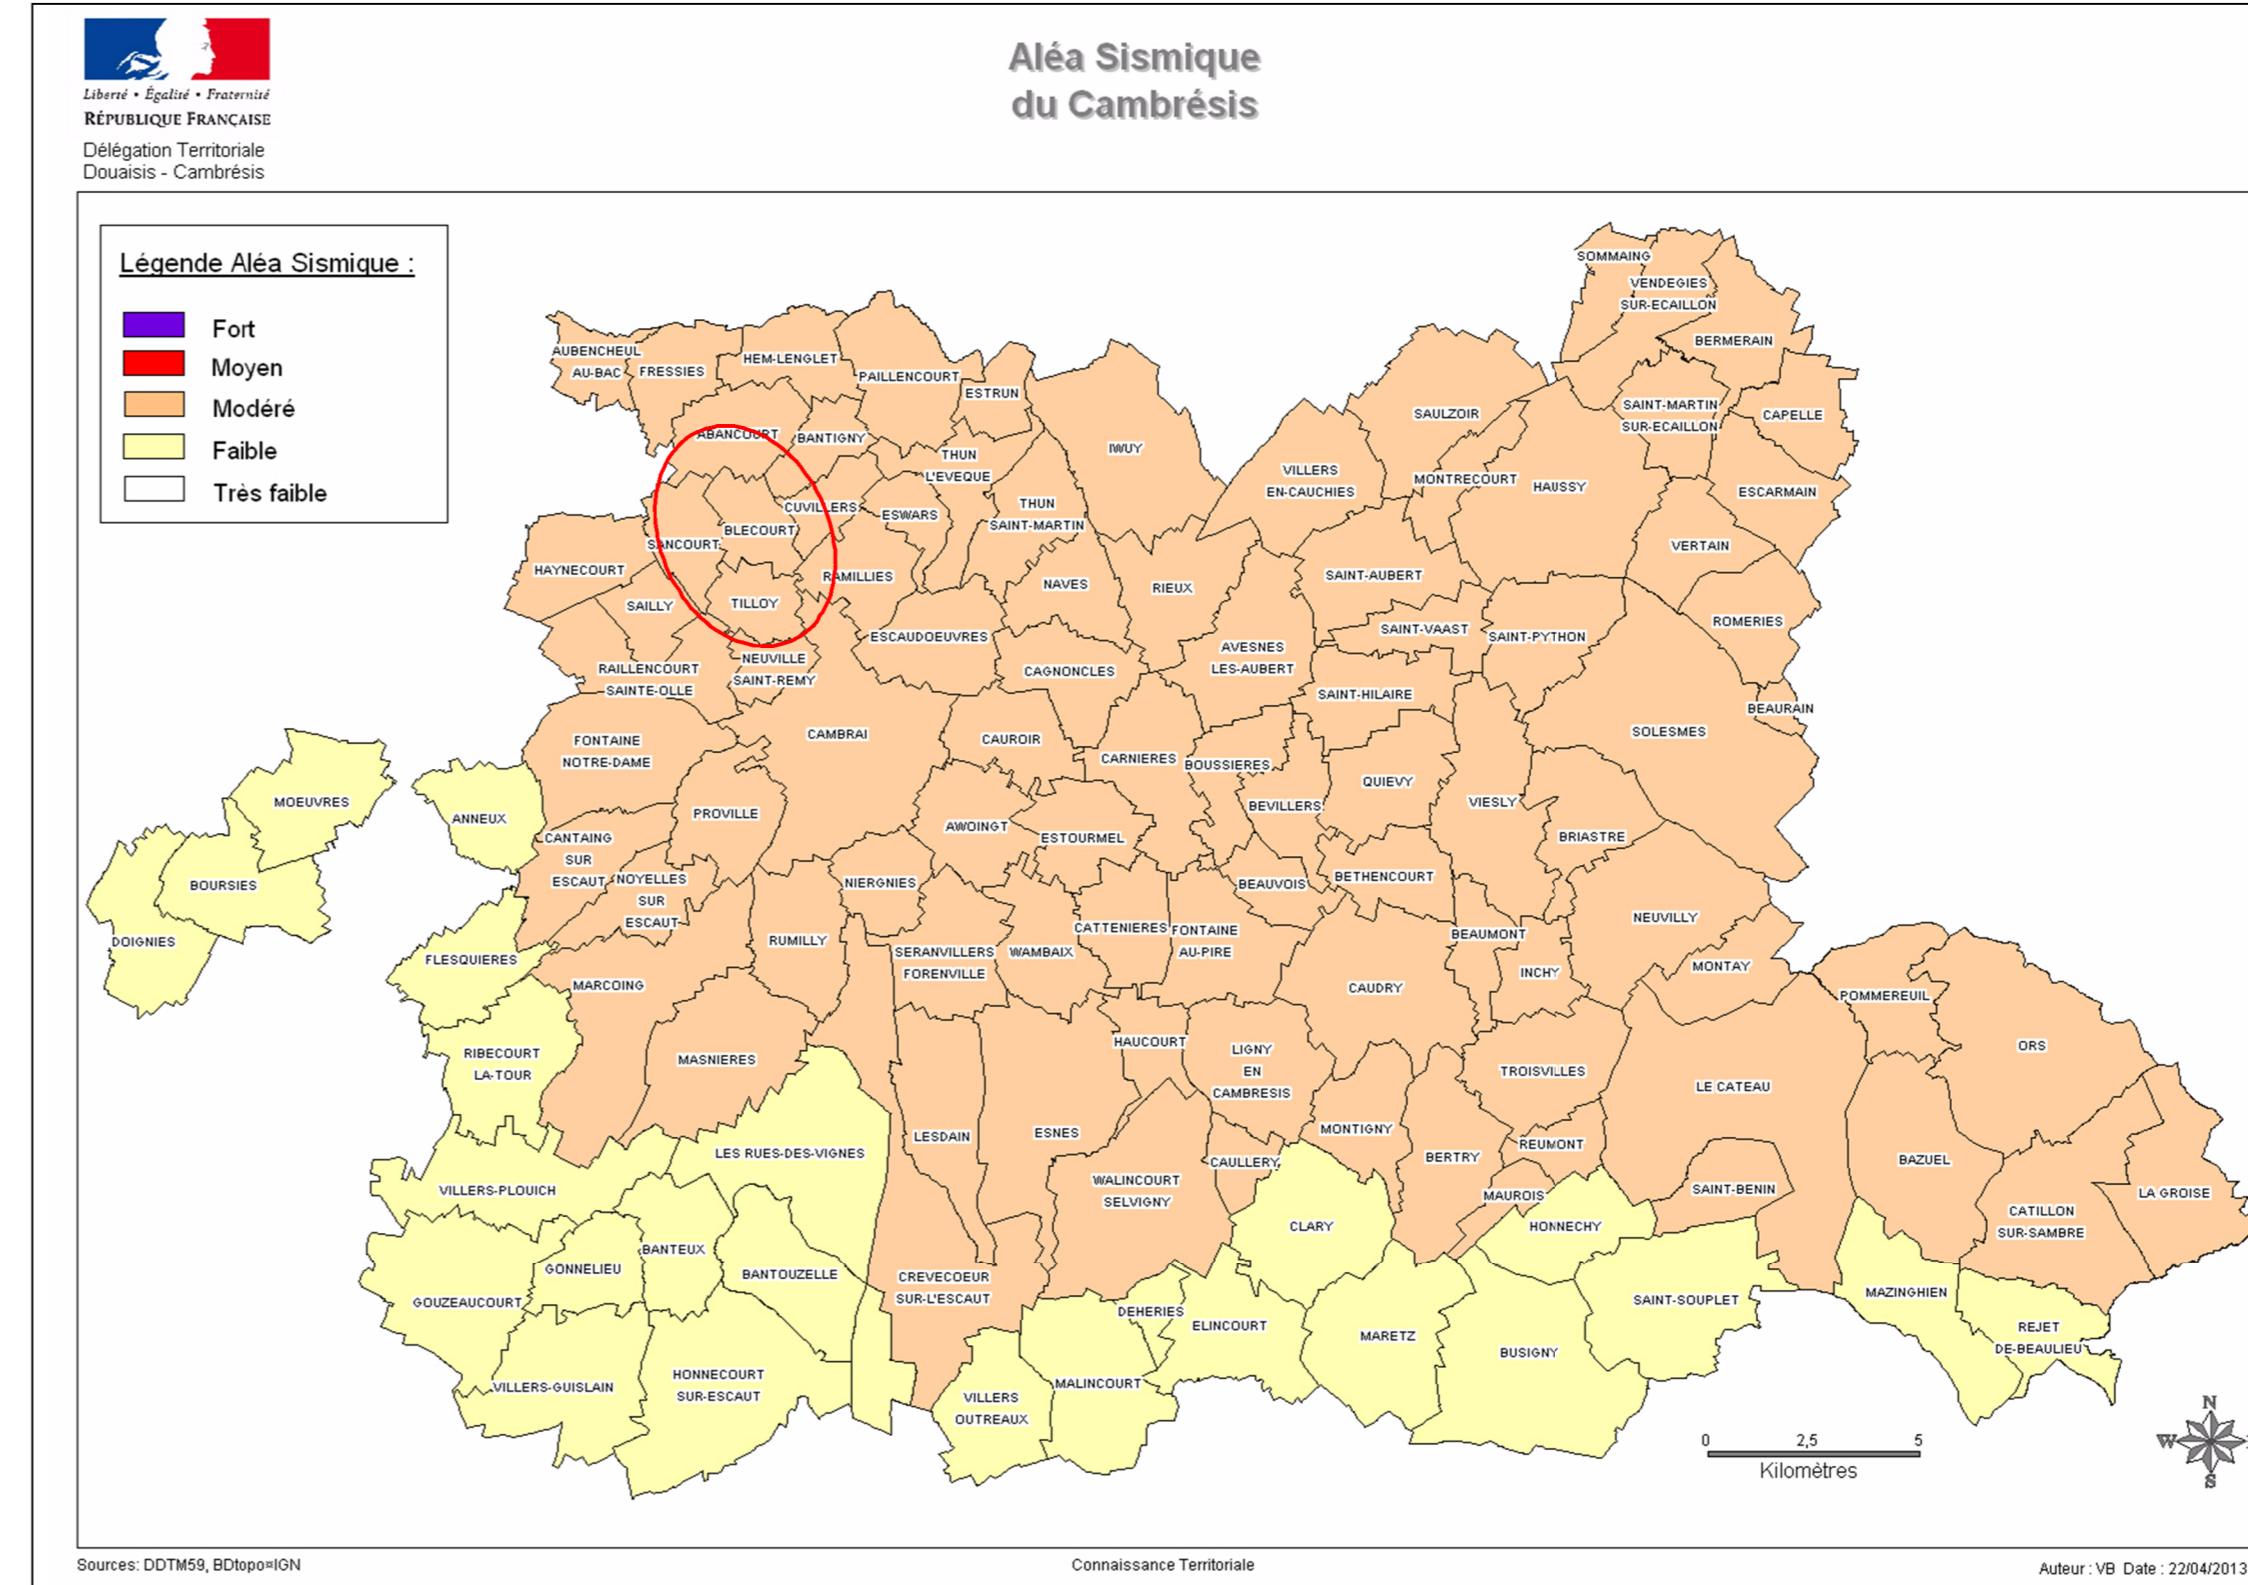 Liberté • Égalité • Fraternité
RÉPUBLIQUE FRANÇAISE
Délégation Territoriale
Douaisis - Cambrésis
Aléa Sismique
du Cambrésis
Légende Aléa Sismique :
Fort
Moyen
Modéré
Faible
Très faible
SOMMAING
VENDEGIES
SUR-ECAILLON
BERMERAIN
AUBENCHEUL
AU-BAC
FRESSIES
HEM-LENGLET
PAILLENCOURT
ESTRUN
ABANCOURT
BANTIGNY
THUN
L'EVEQUE
IWUY
SAULZOIR
SAINT-MARTIN
SUR-ECAILLON
CAPELLE
VILLERS
EN-CAUCHIES
MONTRECOURT
HAUSSY
ESCARMAIN
CUVILLERS
ESWARS
THUN
SAINT-MARTIN
BLECOURT
SANCOURT
HAYNECOURT
VERTAIN
RAMILLIES
NAVES
RIEUX
SAINT-AUBERT
SAILLY
TILLOY
ESCAUDOEUVRES
SAINT-VAAST
SAINT-PYTHON
ROMERIES
NEUVILLE
SAINT-REMY
RAILLENCOURT
SAINTE-OLLE
CAGNONCLES
AVESNES
LES-AUBERT
SAINT-HILAIRE
BEAURAIN
SOLESMES
FONTAINE
NOTRE-DAME
CAMBRAI
CAUROIR
CARNIERES
BOUSSIERES
QUIEVY
VIESLY
MOEUVRES
ANNEUX
PROVILLE
BEVILLERS
CANTAING
SUR
ESCAUT
AWOINGT
ESTOURMEL
BRIASTRE
BOURSIES
NOYELLES
SUR
ESCAUT
NIERGNIES
BEAUVOIS
BETHENCOURT
DOIGNIES
FLESQUIERES
RUMILLY
SERANVILLERS
FORENVILLE
WAMBAIX
CATTENIERES
FONTAINE
AU-PIRE
BEAUMONT
NEUVILLY
MARCOING
CAUDRY
INCHY
MONTAY
POMMEREUIL
RIBECOURT
LA-TOUR
MASNIERES
HAUCOURT
LIGNY
EN
CAMBRESIS
TROISVILLES
LE CATEAU
ORS
LES RUES-DES-VIGNES
LESDAIN
ESNES
MONTIGNY
REUMONT
BERTRY
BAZUEL
VILLERS-PLOUICH
WALINCOURT
SELVIGNY
CAULLERY
MAUROIS
SAINT-BENIN
LA GROISE
CLARY
HONNECHY
CATILLON
SUR-SAMBRE
GONNELIEU
BANTEUX
BANTOUZELLE
CREVECOEUR
SUR-L'ESCAUT
GOUZEAUCOURT
DEHERIES
ELINCOURT
MARETZ
SAINT-SOUPLET
MAZINGHIEN
REJET
DE-BEAULIEU
BUSIGNY
VILLERS-GUISLAIN
HONNECOURT
SUR-ESCAUT
VILLERS
OUTREAUX
MALINCOURT
N
W
S
0 2,5 5
Kilomètres
Sources: DDTM59, BDtopo¤IGN
Connaissance Territoriale
Auteur : VB Date : 22/04/2013